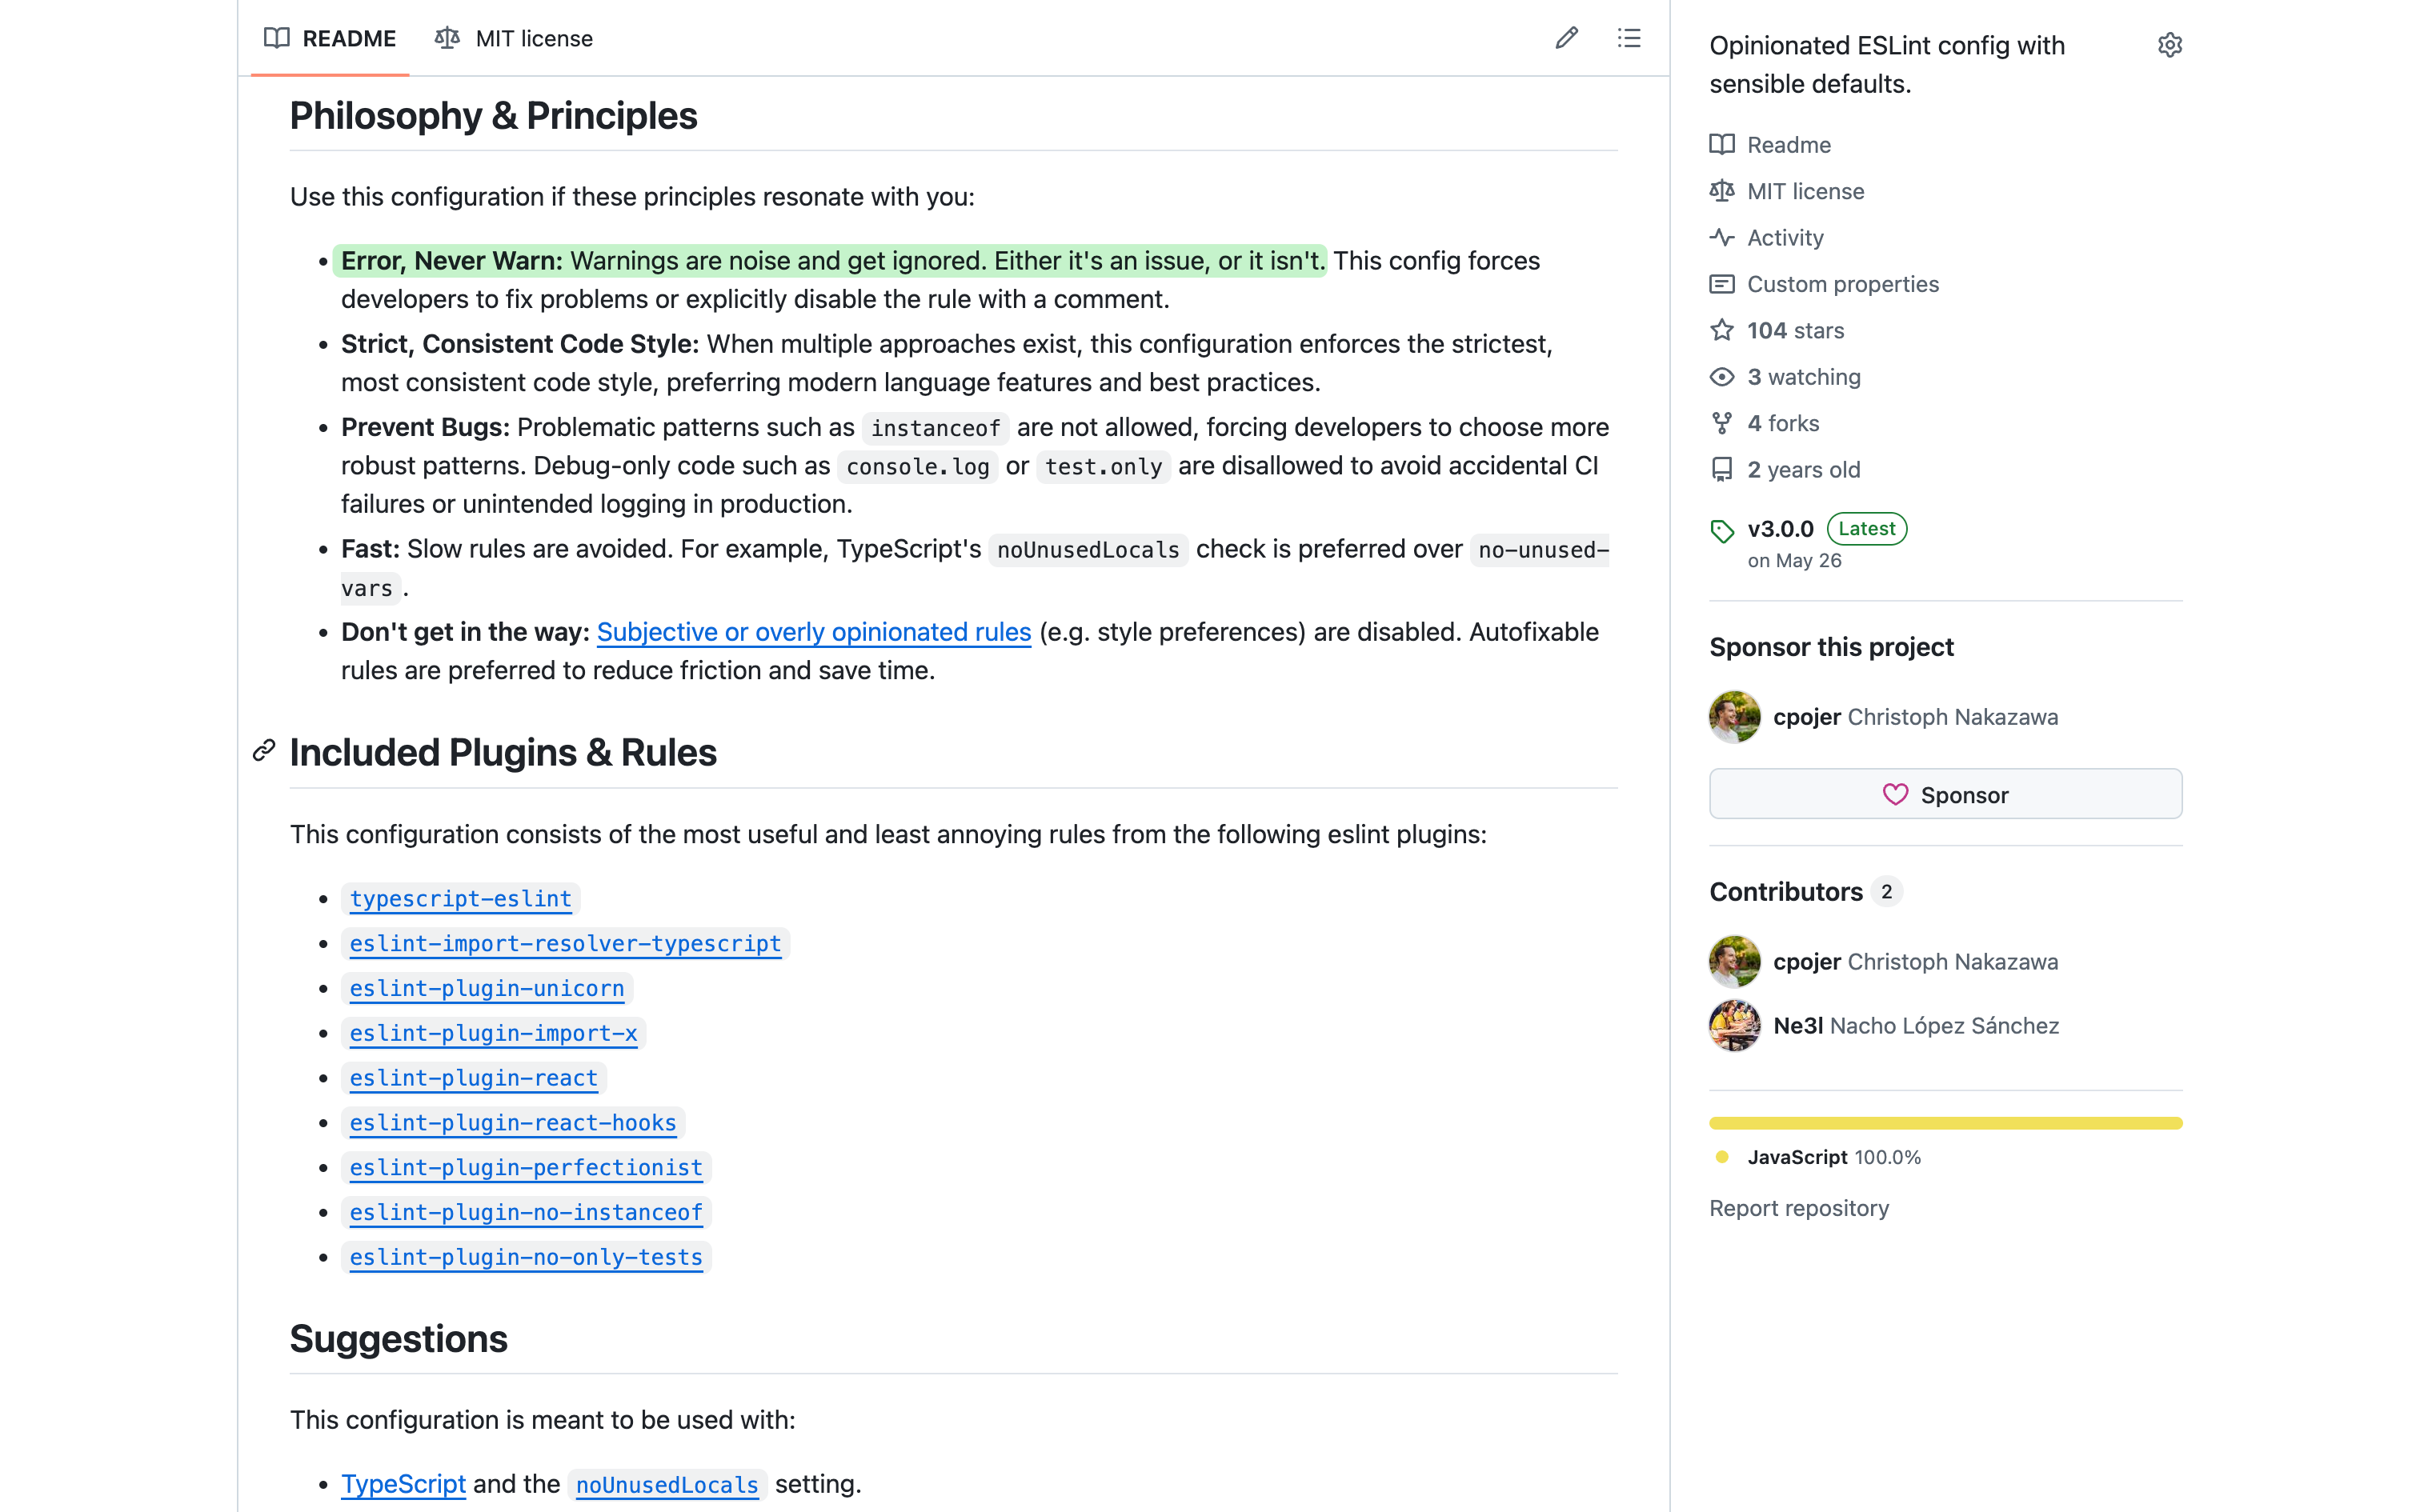 README
MIT license
Philosophy & Principles
Use this configuration if these principles resonate with you:
Error, Never Warn: Warnings are noise and get ignored. Either it's an issue, or it isn't. This config forces
developers to fix problems or explicitly disable the rule with a comment.
Strict, Consistent Code Style: When multiple approaches exist, this configuration enforces the strictest,
most consistent code style, preferring modern language features and best practices.
Prevent Bugs: Problematic patterns such as instanceof are not allowed, forcing developers to choose more
robust patterns. Debug-only code such as console.log or test.only are disallowed to avoid accidental CI
failures or unintended logging in production.
Fast: Slow rules are avoided. For example, TypeScript's noUnusedLocals check is preferred over no-unused-
vars.
Don't get in the way: Subjective or overly opinionated rules (e.g. style preferences) are disabled. Autofixable
rules are preferred to reduce friction and save time.
Included Plugins & Rules
This configuration consists of the most useful and least annoying rules from the following eslint plugins:
typescript-eslint
eslint-import-resolver-typescript
eslint-plugin-unicorn
eslint-plugin-import-x
eslint-plugin-react
eslint-plugin-react-hooks
eslint-plugin-perfectionist
eslint-plugin-no-instanceof
eslint-plugin-no-only-tests
Suggestions
This configuration is meant to be used with:
TypeScript and the noUnusedLocals setting.
Opinionated ESLint config with
sensible defaults.
Readme
MIT license
Activity
Custom properties
104 stars
3 watching
4 forks
2 years old
v3.0.0 Latest
on May 26
Sponsor this project
cpojer Christoph Nakazawa
Sponsor
Contributors 2
cpojer Christoph Nakazawa
Ne3l Nacho López Sánchez
JavaScript 100.0%
Report repository